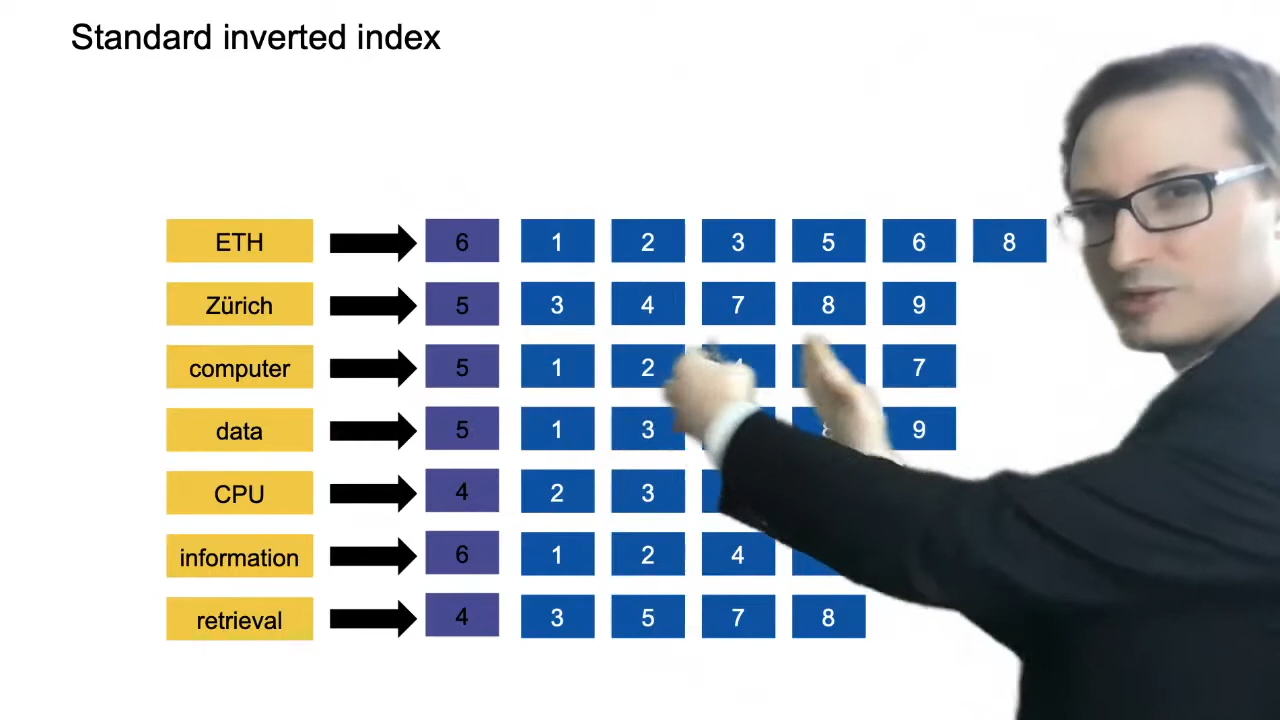 Standard inverted index
ETH 6 1 2 3 5 6 8
Zürich 5 3 4 7 8 9
computer 5 1 2 4 7
data 5 1 3 8 9
CPU 4 2 3
information 6 1 2 4
retrieval 4 3 5 7 8